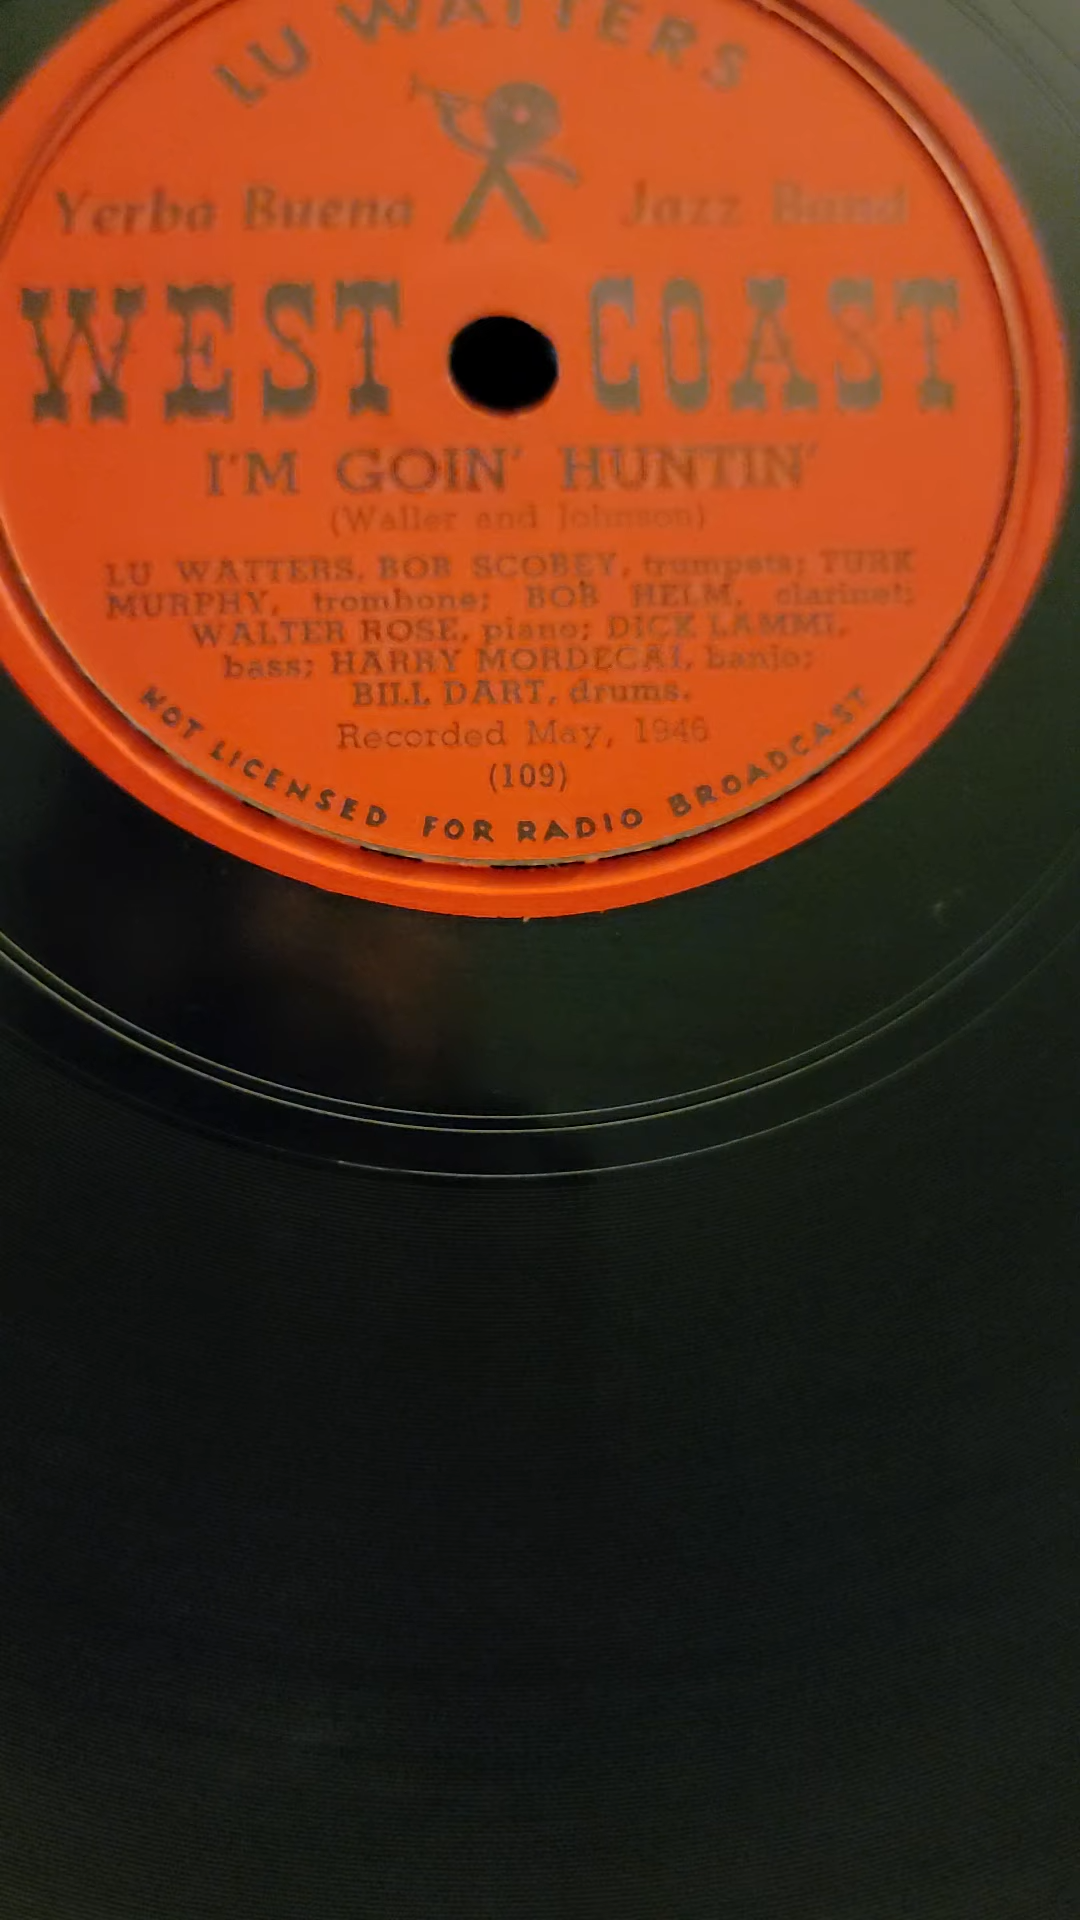 LU WATTERS
Yerba Buena Jazz Band
WEST COAST
I'M GOIN' HUNTIN'
(Waller and Johnson)
LU WATTERS, BOB SCOBEY, trumpets; TURK
MURPHY, trombone; BOB HELM, clarinet;
WALTER ROSE, piano; DICK LAMMI,
bass; HARRY MORDECAI, banjo;
BILL DART, drums.
Recorded May, 1946
(109)
NOT LICENSED FOR RADIO BROADCAST